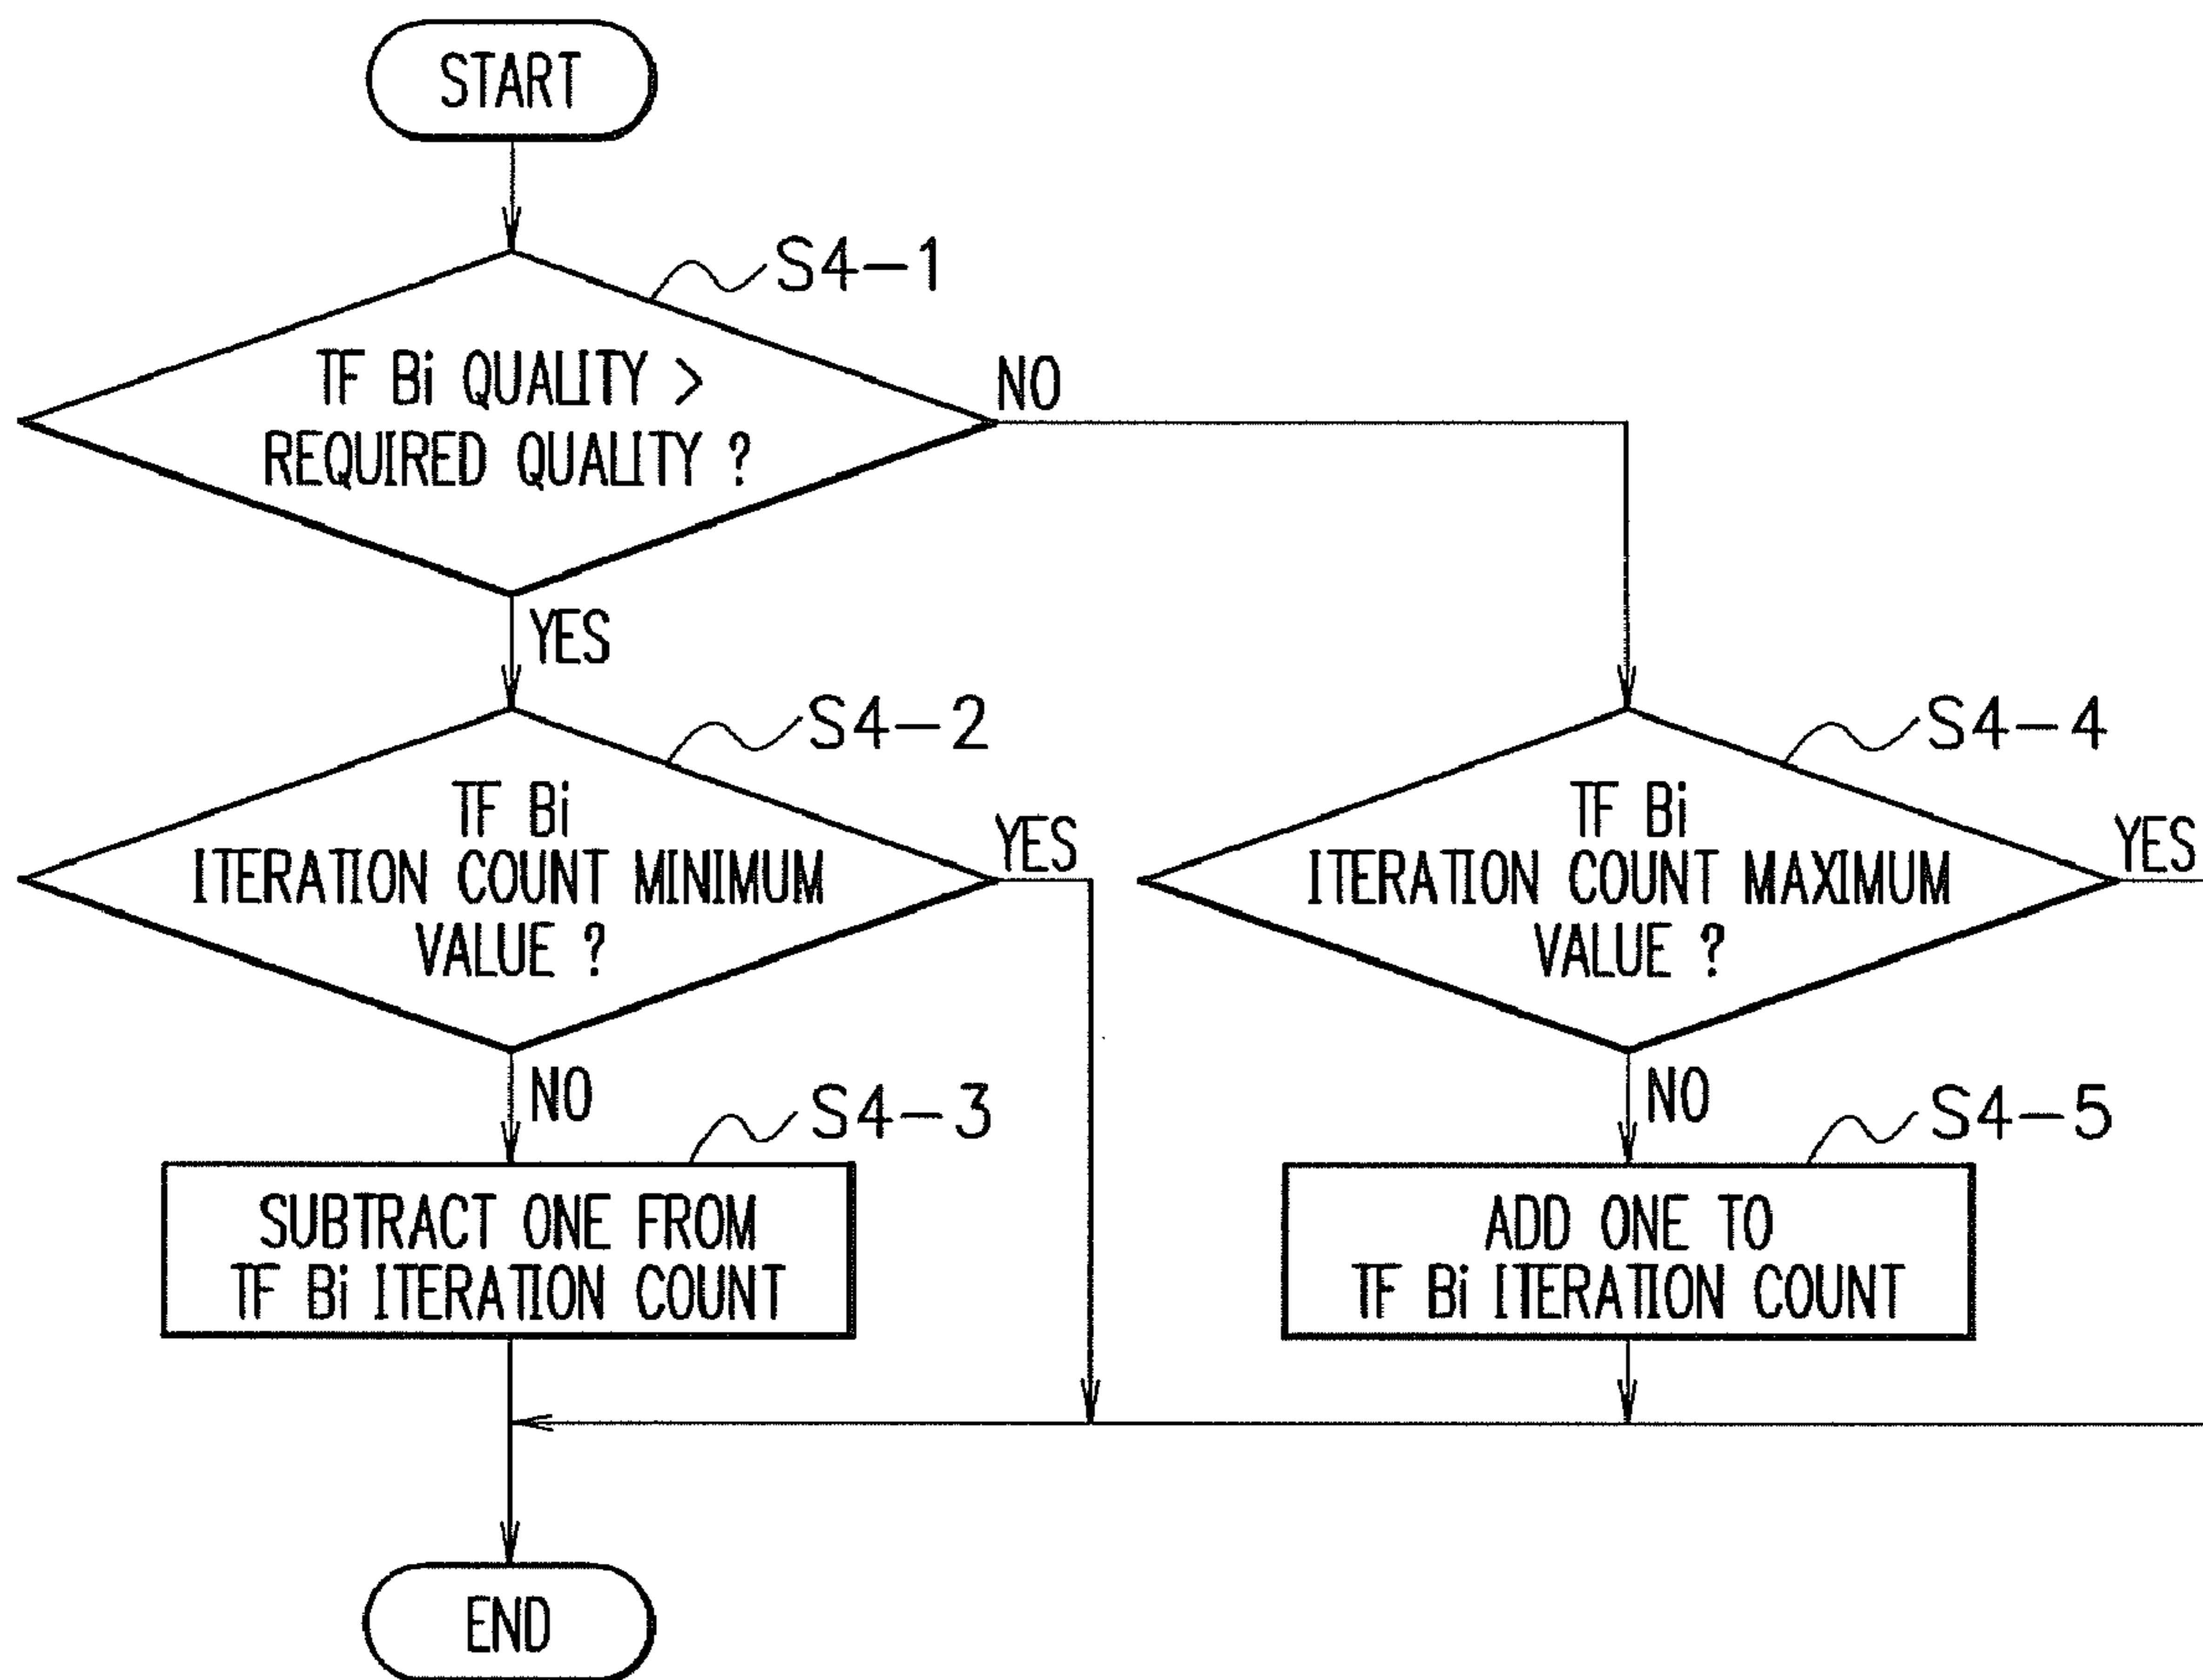 START
S4-1
TF Bi QUALITY >
REQUIRED QUALITY ?
NO
YES
S4-2
TF Bi
ITERATION COUNT MINIMUM
VALUE ?
YES
S4-4
TF Bi
ITERATION COUNT MAXIMUM
VALUE ?
YES
NO
S4-3
SUBTRACT ONE FROM
TF Bi ITERATION COUNT
NO
S4-5
ADD ONE TO
TF Bi ITERATION COUNT
END